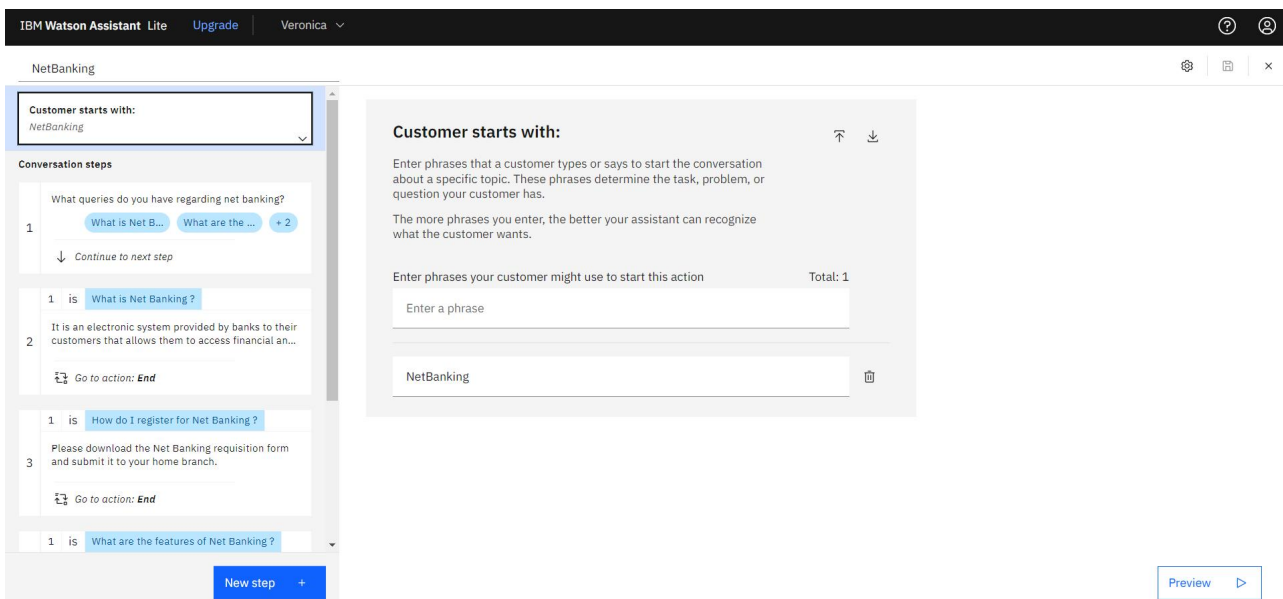 IBM Watson Assistant Lite Upgrade Veronica
NetBanking
Customer starts with:
NetBanking
Conversation steps
What queries do you have regarding net banking?
1
What is Net B... What are the ... + 2
Continue to next step
1 is What is Net Banking ?
2
It is an electronic system provided by banks to their
customers that allows them to access financial an...
Go to action: End
1 is How do I register for Net Banking ?
3
Please download the Net Banking requisition form
and submit it to your home branch.
Go to action: End
1 is What are the features of Net Banking ?
New step +
Customer starts with:
Enter phrases that a customer types or says to start the conversation
about a specific topic. These phrases determine the task, problem, or
question your customer has.
The more phrases you enter, the better your assistant can recognize
what the customer wants.
Enter phrases your customer might use to start this action Total: 1
Enter a phrase
NetBanking
Preview